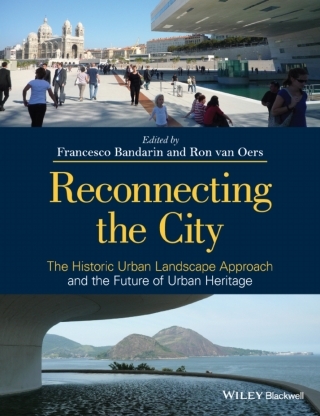 Edited by
Francesco Bandarin and Ron van Oers
Reconnecting
the City
The Historic Urban Landscape Approach
and the Future of Urban Heritage
WILEY Blackwell